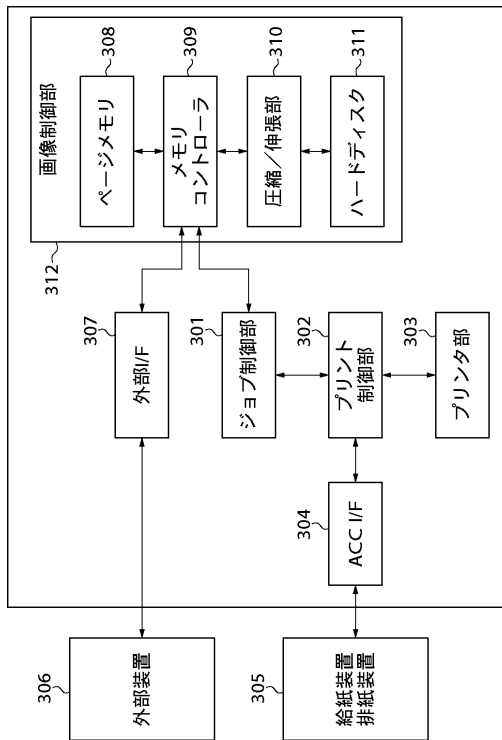 外部装置
306
外部I/F
307
画像制御部
312
ページメモリ
308
メモリ
コントローラ
309
圧縮／伸張部
310
ハードディスク
311
ジョブ制御部
301
プリント
制御部
302
プリンタ部
303
ACC I/F
304
給紙装置
排紙装置
305